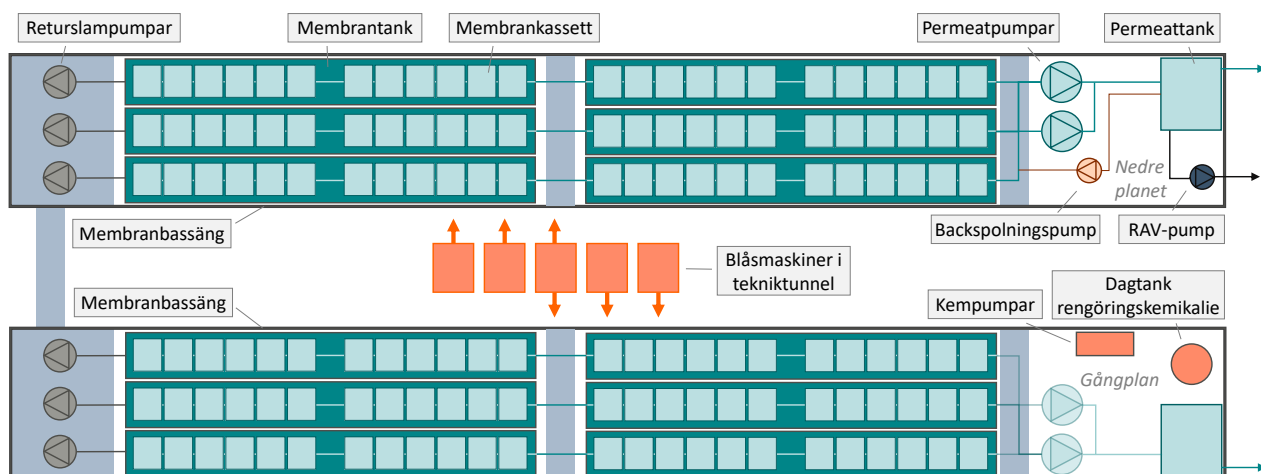 Returslampumpar
Membrantank
Membrankassett
Permeatpumpar
Permeattank
Nedre
planet
Membranbassäng
Backspolningspump
RAV-pump
Blåsmaskiner i
tekniktunnel
Dagtank
rengöringskemikalie
Membranbassäng
Kempumpar
Gångplan